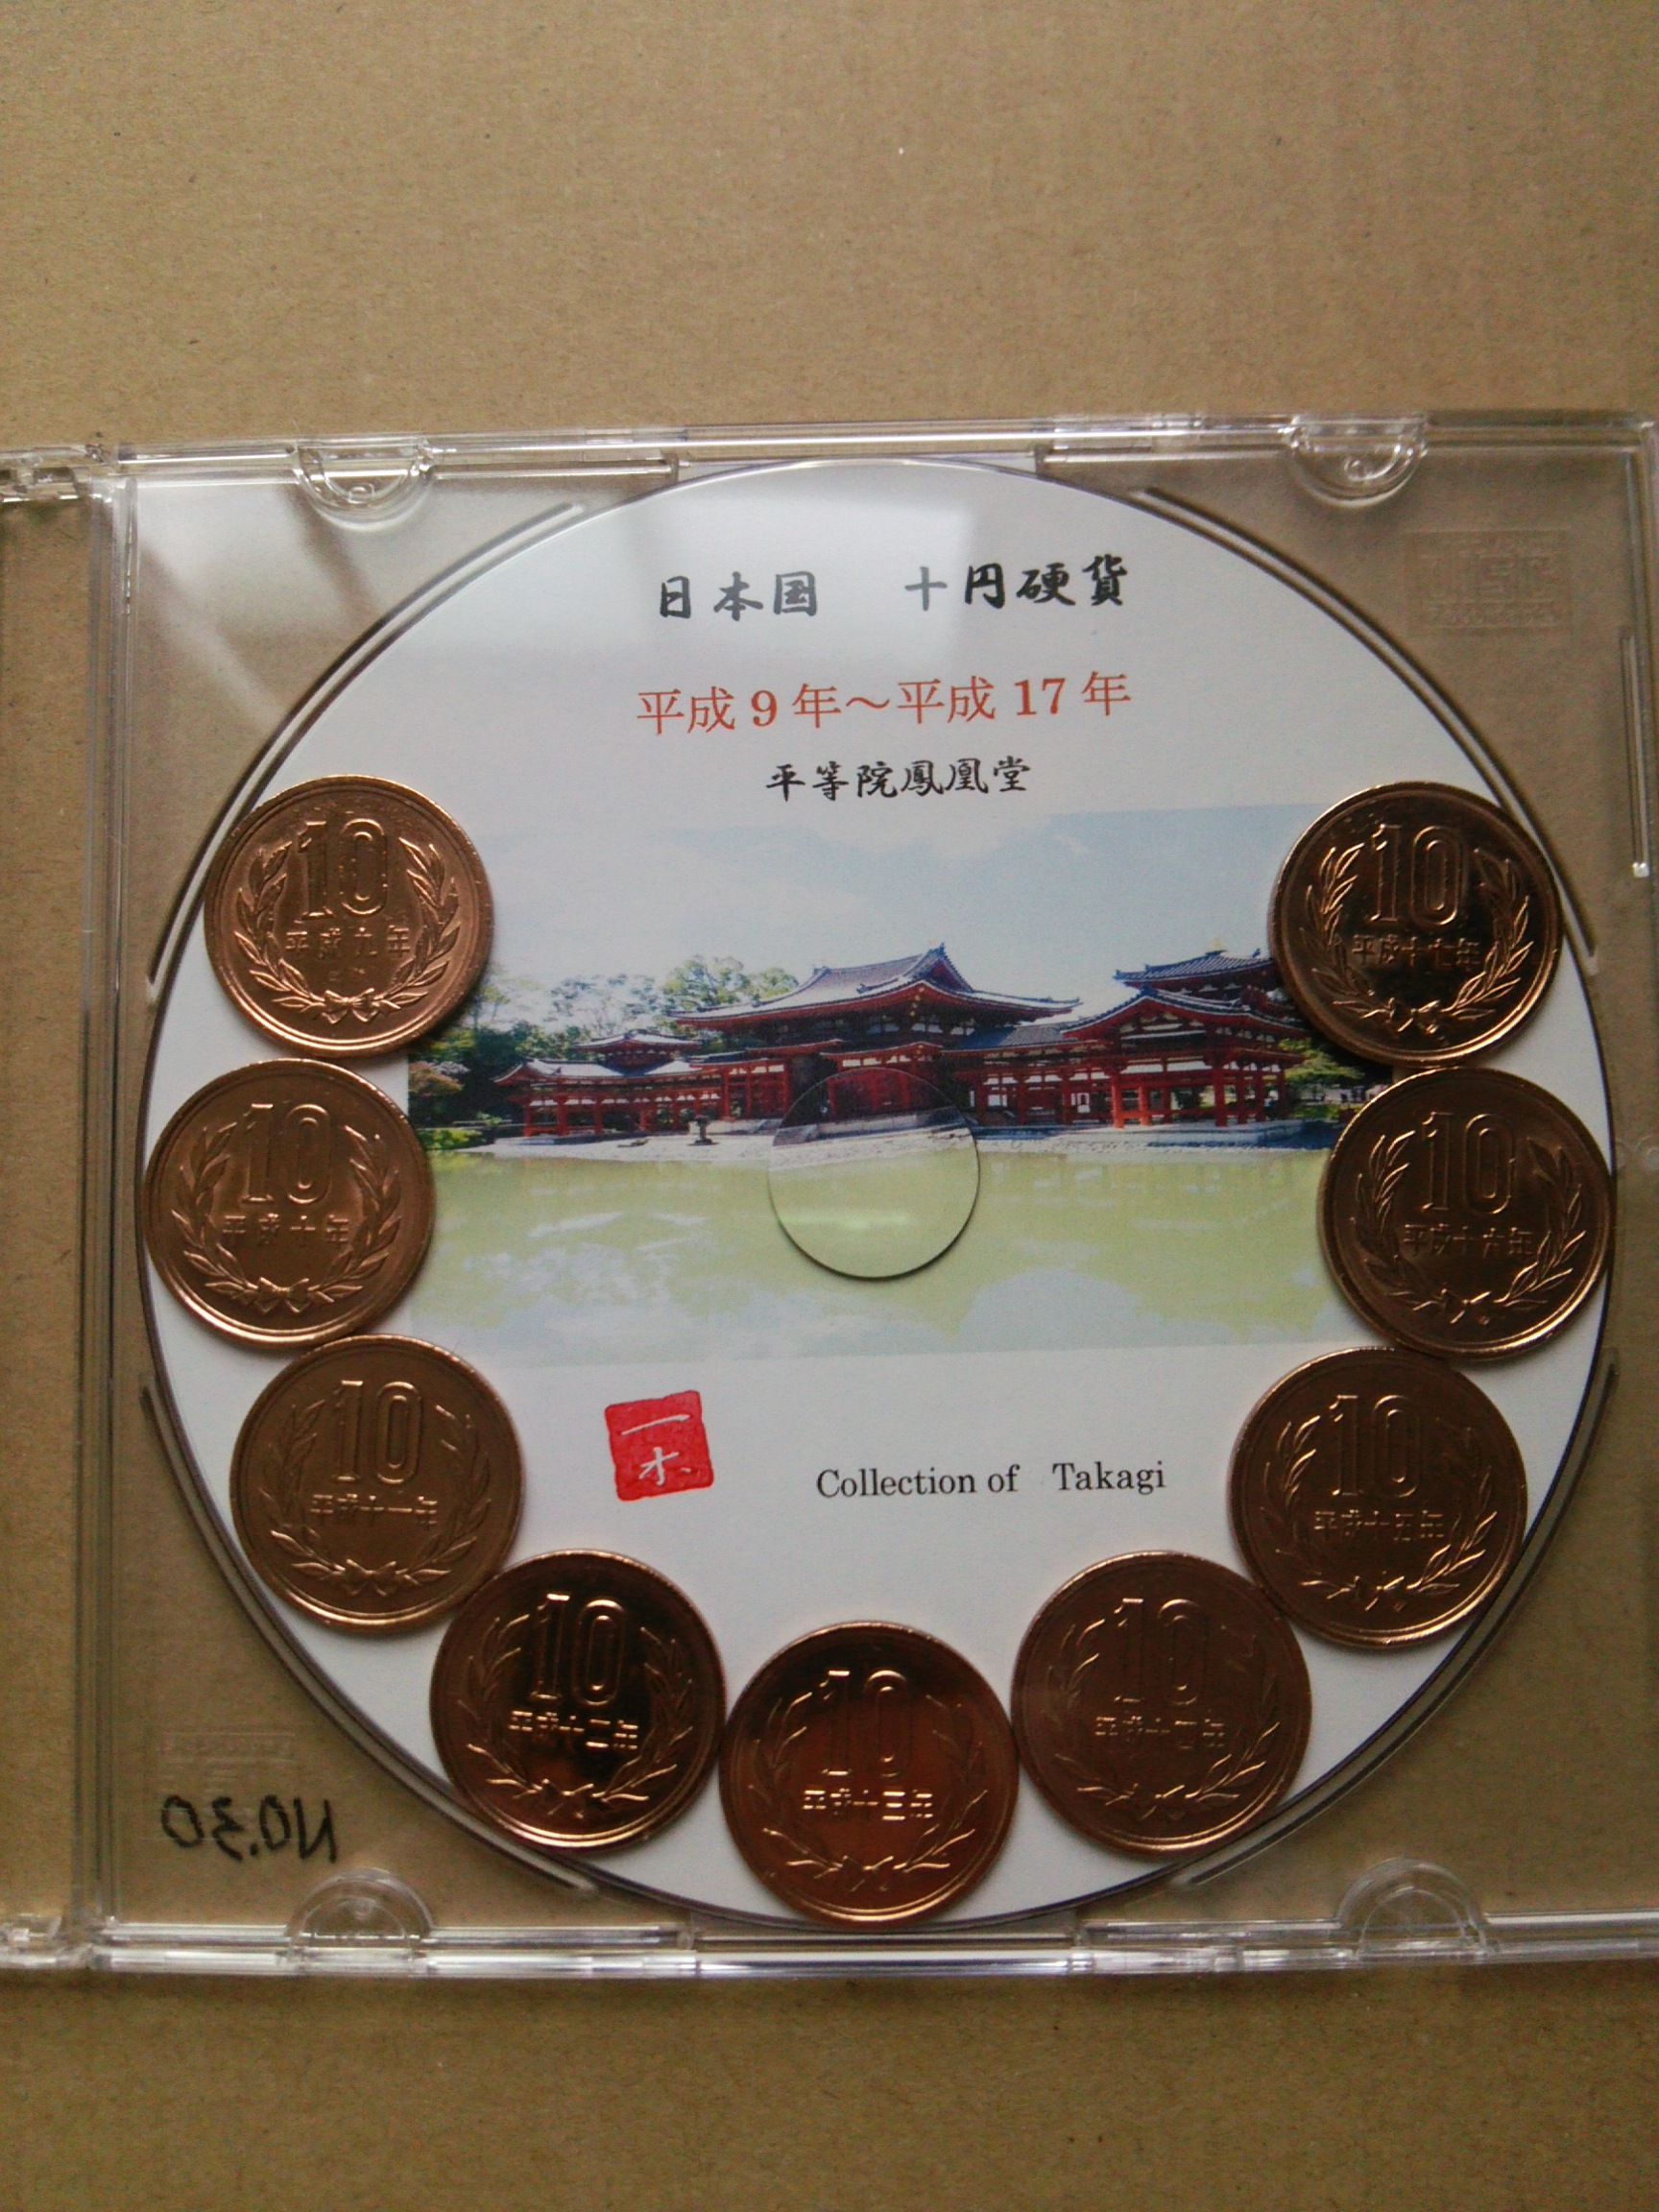 日本国 十円硬貨
平成9年~平成17年
平等院鳳凰堂
10
平成九年
10
平成十七年
10
平成十年
10
平成十六年
10
平成十一年
10
平成十五年
一木
Collection of Takagi
10
平成十二年
10
平成十四年
10
平成十三年
NO.30